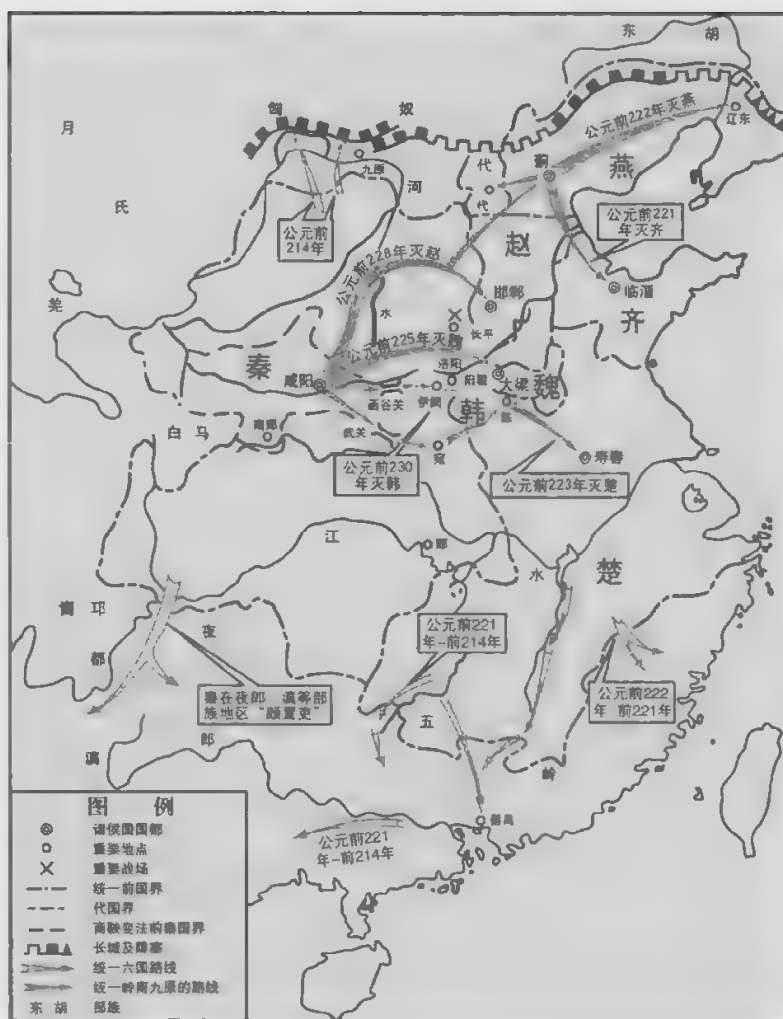 东
胡
匈
奴
月
氏
羌
公元前222年灭燕
辽东
蓟
燕
代
代
九原
河
赵
公元前
214年
公元前221
年灭齐
公元前228年灭赵
邯郸
临淄
齐
水
长平
公元前225年灭魏
秦
咸阳
洛阳
阳翟
大梁
魏
函谷关
伊阙
韩
陈
白马
南郑
武关
宛
寿春
公元前230
年灭韩
公元前223年灭楚
江
郢
水
楚
邛
都
夜
郎
滇
公元前221
年-前214年
秦在夜郎 滇等部
族地区“颇置吏”
公元前222
年 前221年
五
岭
番禺
公元前221
年-前214年
图 例
诸侯国国都
重要地点
重要战场
统一前国界
代国界
商鞅变法前秦国界
长城及障塞
统一六国路线
统一岭南九原的路线
东 胡 部族